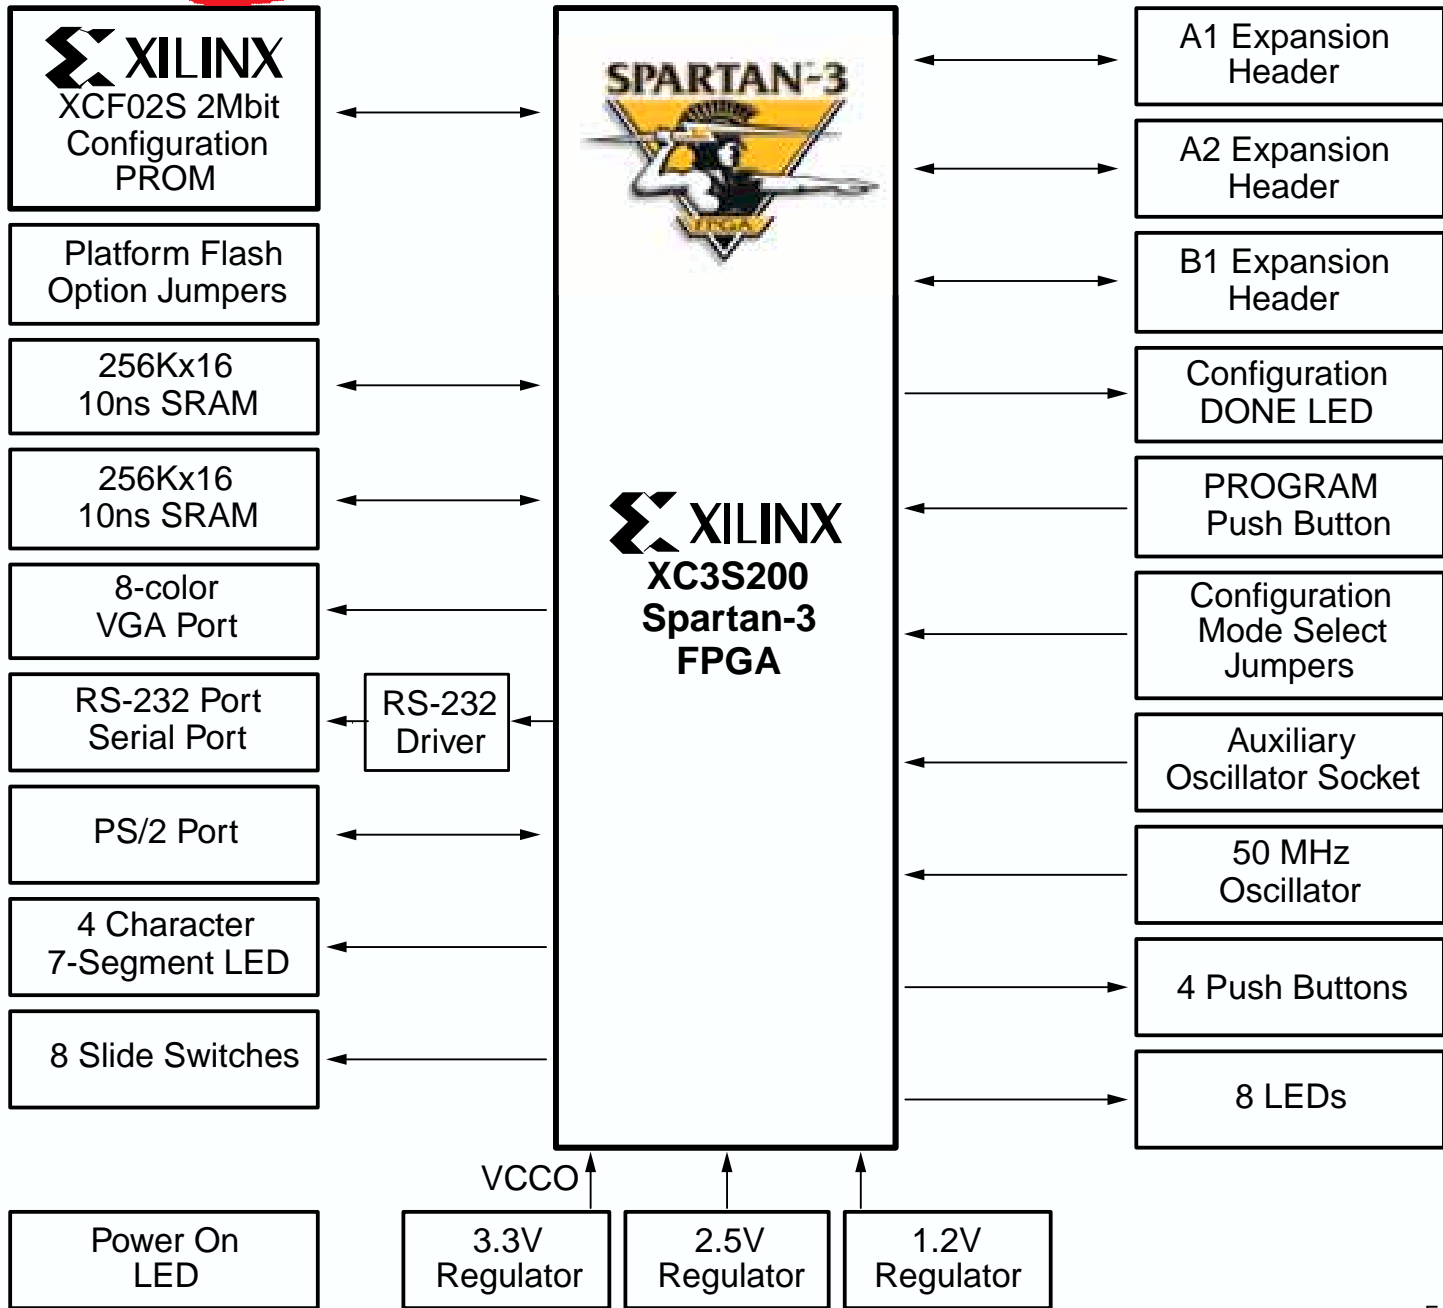 XILINX
XCF02S 2Mbit
Configuration
PROM
Platform Flash
Option Jumpers
256Kx16
10ns SRAM
256Kx16
10ns SRAM
8-color
VGA Port
RS-232 Port
Serial Port
RS-232
Driver
PS/2 Port
4 Character
7-Segment LED
8 Slide Switches
Power On
LED
SPARTAN-3
FPGA
XILINX
XC3S200
Spartan-3
FPGA
VCCO
3.3V
Regulator
2.5V
Regulator
1.2V
Regulator
A1 Expansion
Header
A2 Expansion
Header
B1 Expansion
Header
Configuration
DONE LED
PROGRAM
Push Button
Configuration
Mode Select
Jumpers
Auxiliary
Oscillator Socket
50 MHz
Oscillator
4 Push Buttons
8 LEDs